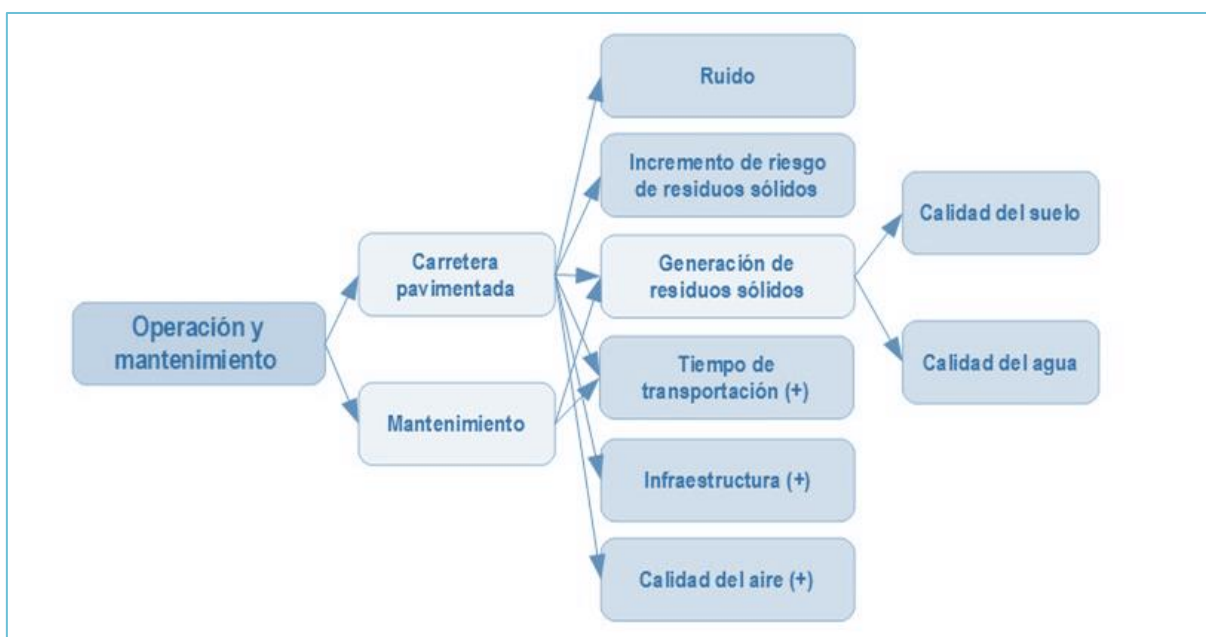 Operación y
mantenimiento
Carretera
pavimentada
Mantenimiento
Ruido
Incremento de riesgo
de residuos sólidos
Generación de
residuos sólidos
Tiempo de
transportación (+)
Infraestructura (+)
Calidad del aire (+)
Calidad del suelo
Calidad del agua